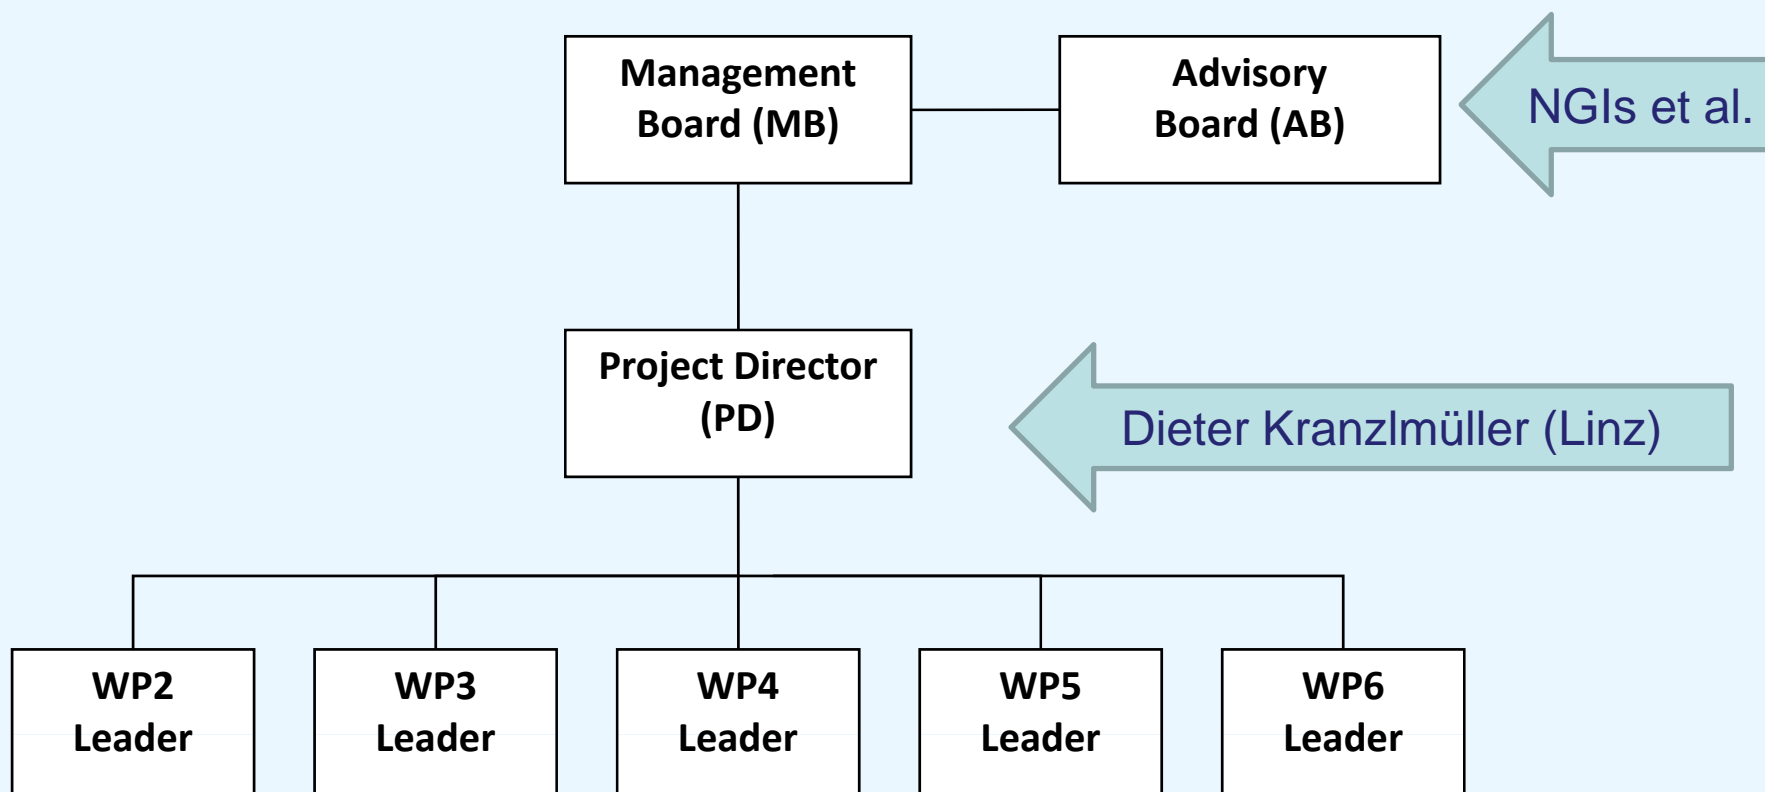 Management
Board (MB)
Advisory
Board (AB)
NGIs et al.
Project Director
(PD)
Dieter Kranzlmüller (Linz)
WP2
Leader
WP3
Leader
WP4
Leader
WP5
Leader
WP6
Leader